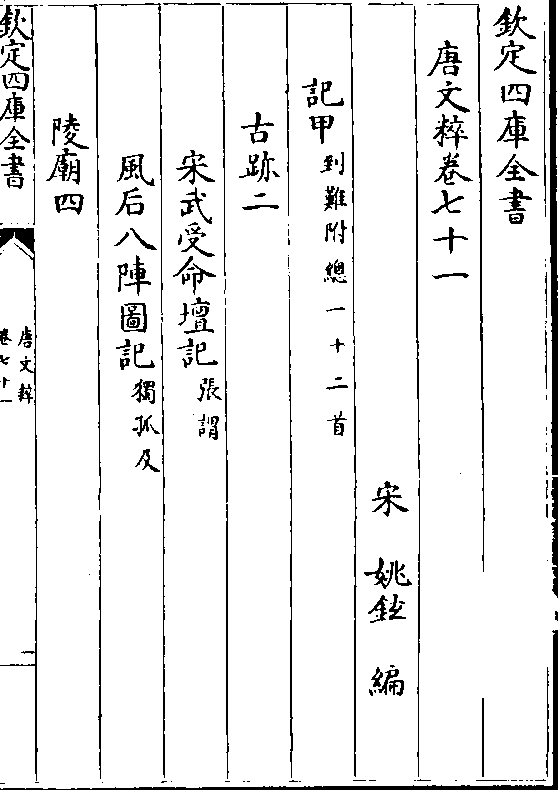 欽定四庫全書
唐文粹卷七十一
宋 姚鉉 編
記甲 到難附總一十二首
古跡二
宋武受命壇記 張謂
風后八陣圖記 獨孤及
陵廟四
欽定四庫全書
唐文粹
卷七十一
一